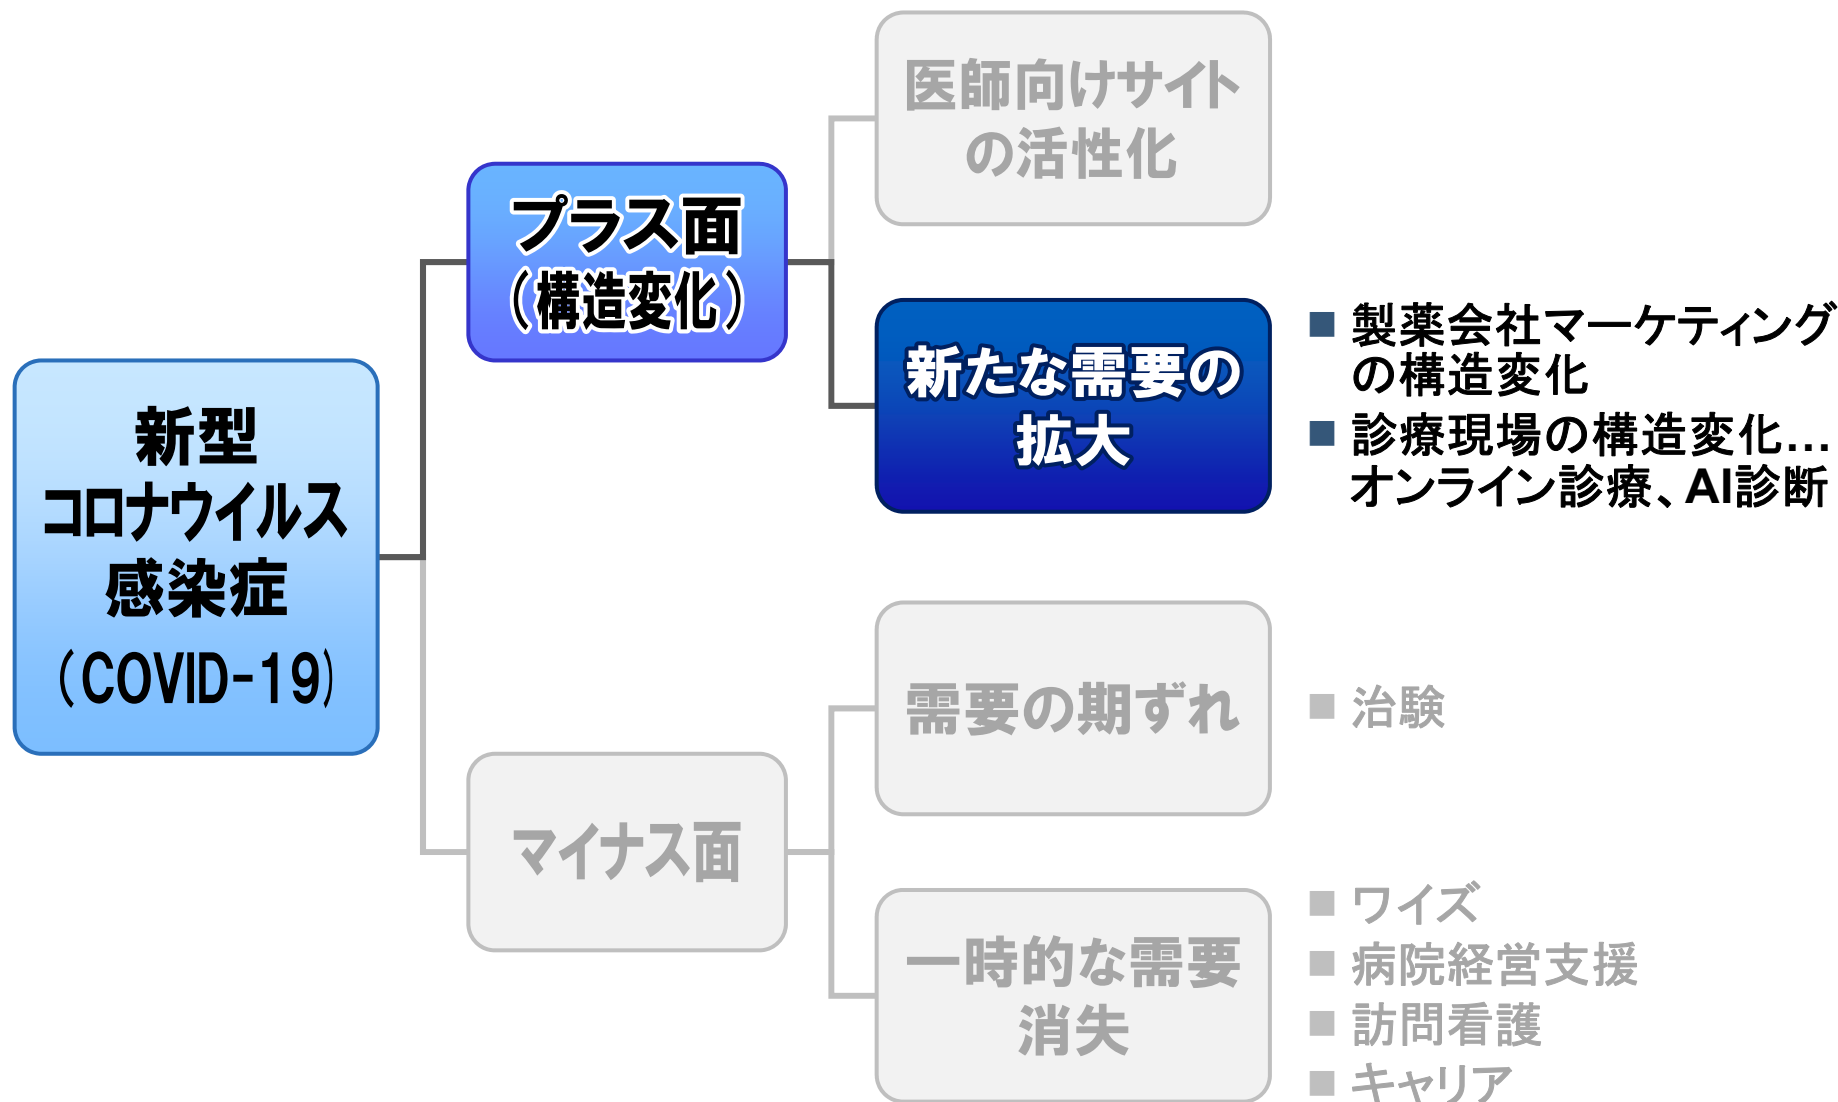 新型
コロナウイルス
感染症
（COVID-19）
プラス面
（構造変化）
医師向けサイト
の活性化
新たな需要の
拡大
■ 製薬会社マーケティング
の構造変化
■ 診療現場の構造変化…
オンライン診療、AI診断
マイナス面
需要の期ずれ
■ 治験
一時的な需要
消失
■ ワイズ
■ 病院経営支援
■ 訪問看護
■ キャリア